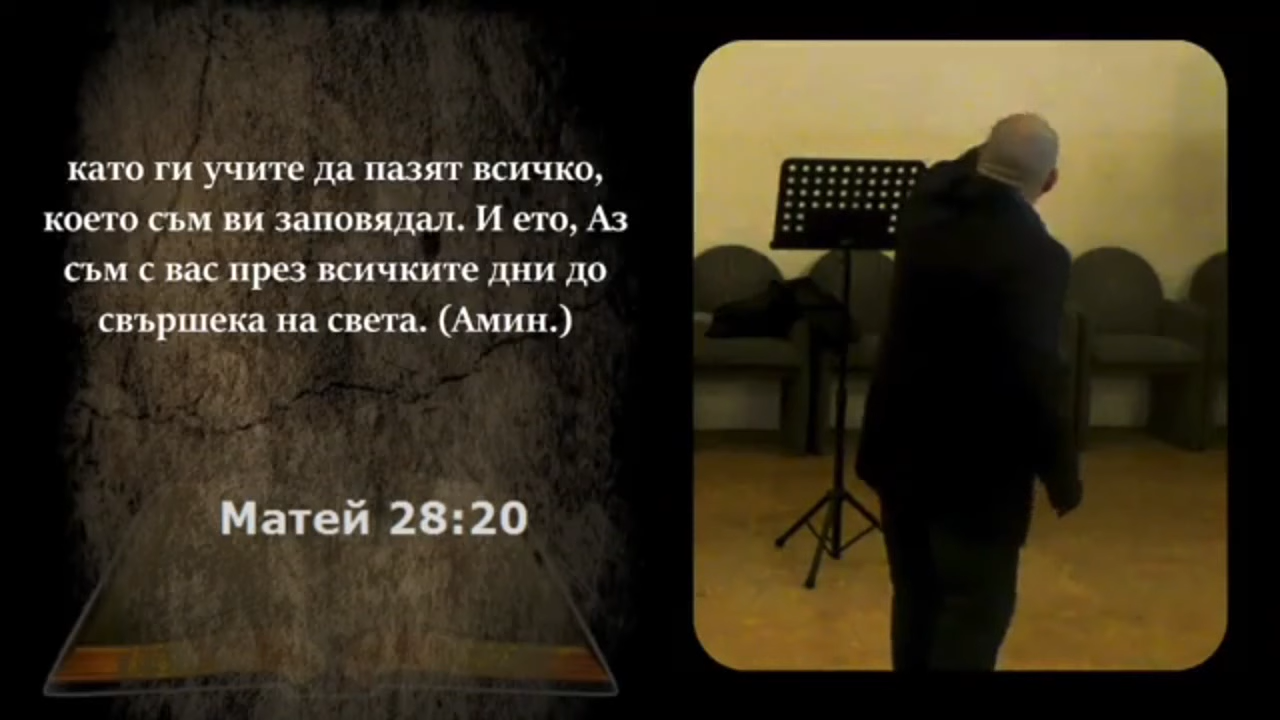 като ги учите да пазят всичко,
което съм ви заповядал. И ето, Аз
съм с вас през всичките дни до
свършека на света. (Амин.)
Матей 28:20